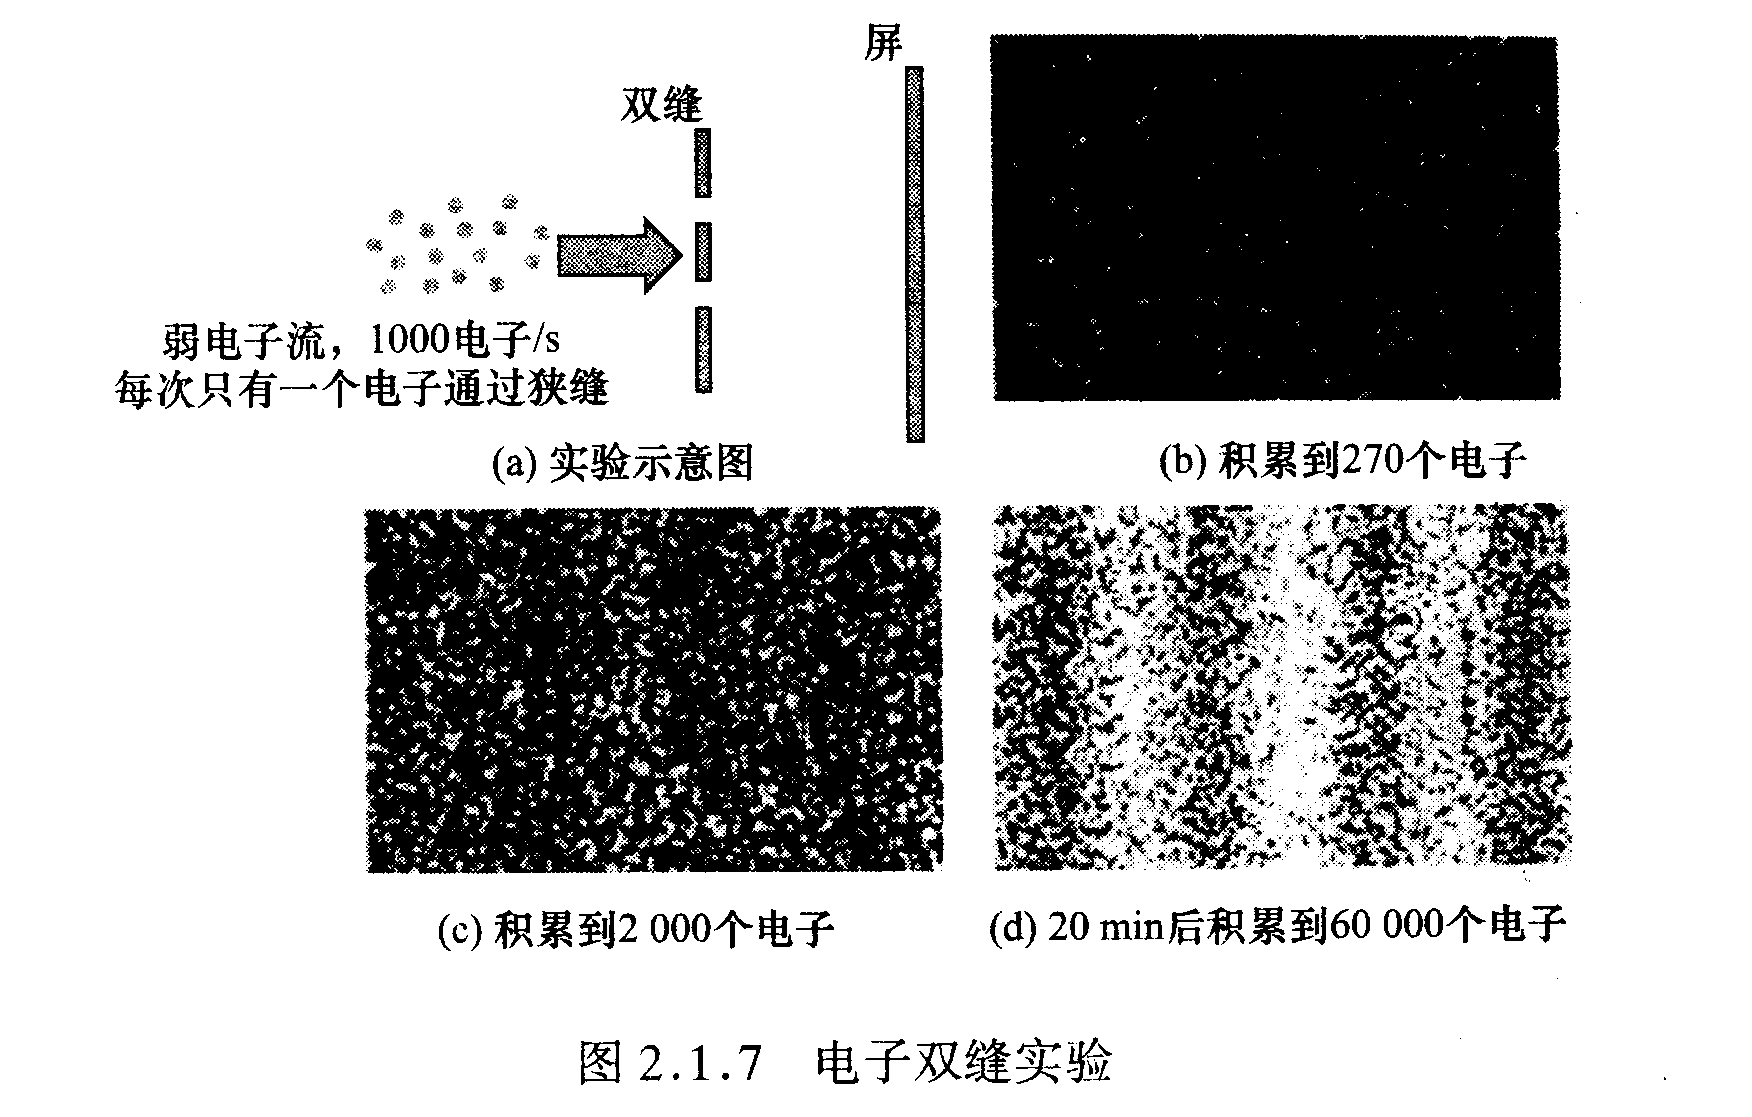 屏
双缝
弱电子流，1000电子/s
每次只有一个电子通过狭缝
(a) 实验示意图
(b) 积累到270个电子
(c) 积累到2 000个电子
(d) 20 min后积累到60 000个电子
图 2.1.7 电子双缝实验